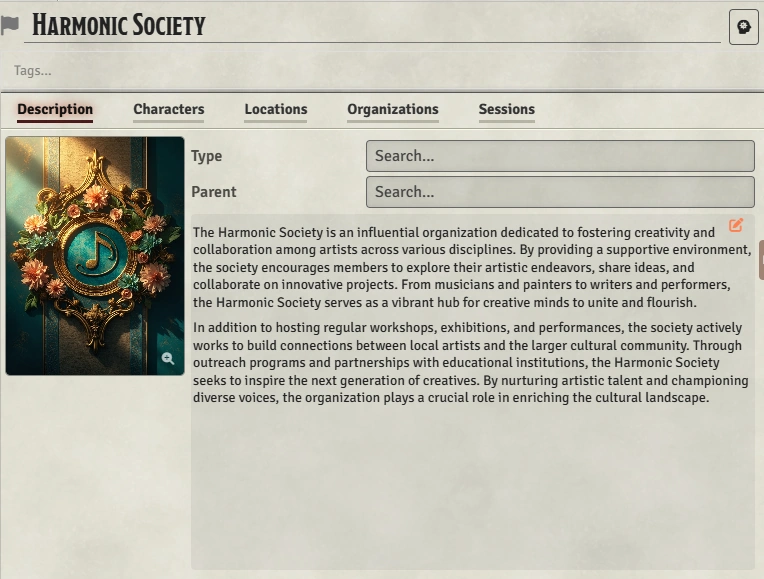 Harmonic Society
Tags...
Description Characters Locations Organizations Sessions
Type Search...
Parent Search...
The Harmonic Society is an influential organization dedicated to fostering creativity and
collaboration among artists across various disciplines. By providing a supportive environment,
the society encourages members to explore their artistic endeavors, share ideas, and
collaborate on innovative projects. From musicians and painters to writers and performers,
the Harmonic Society serves as a vibrant hub for creative minds to unite and flourish.
In addition to hosting regular workshops, exhibitions, and performances, the society actively
works to build connections between local artists and the larger cultural community. Through
outreach programs and partnerships with educational institutions, the Harmonic Society
seeks to inspire the next generation of creatives. By nurturing artistic talent and championing
diverse voices, the organization plays a crucial role in enriching the cultural landscape.